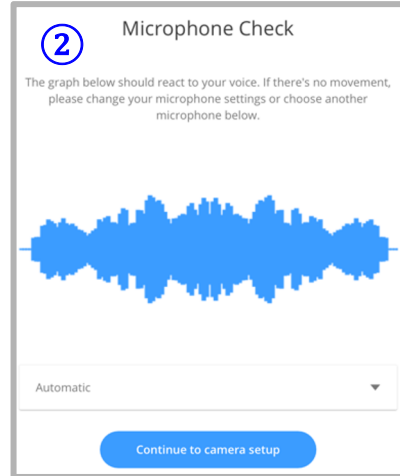 ②
Microphone Check
The graph below should react to your voice. If there's no movement,
please change your microphone settings or choose another
microphone below.
Automatic
Continue to camera setup